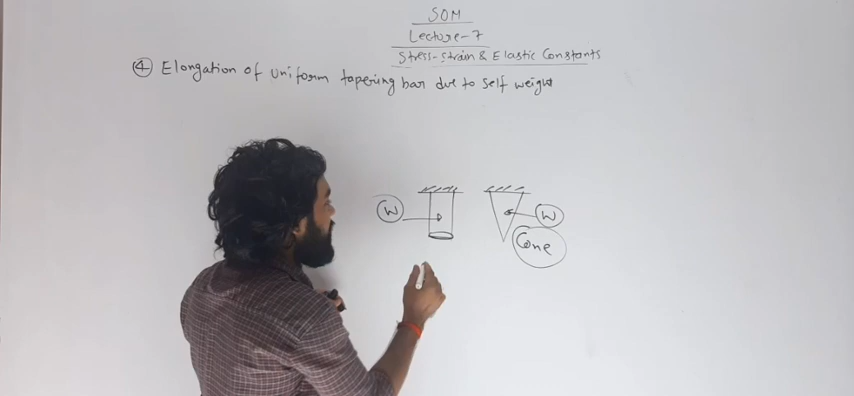 SOM
Lecture-7
Stress-strain & Elastic Constants
④ Elongation of uniform tapering bar due to self weight
W
W
Cone